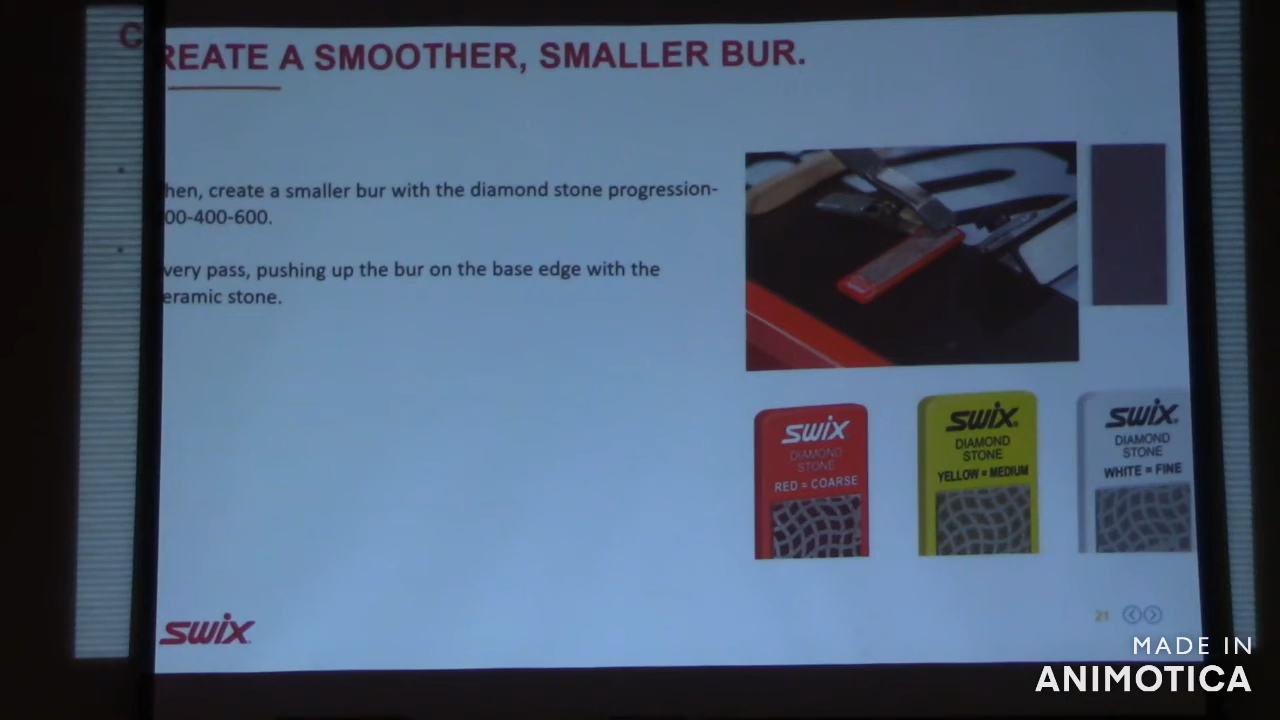 CREATE A SMOOTHER, SMALLER BUR.
hen, create a smaller bur with the diamond stone progression-
00-400-600.
very pass, pushing up the bur on the base edge with the
eramic stone.
SWIX
DIAMOND
STONE
RED = COARSE
SWIX
DIAMOND
STONE
YELLOW = MEDIUM
SWIX
DIAMOND
STONE
WHITE = FINE
SWIX
21
MADE IN
ANIMOTICA